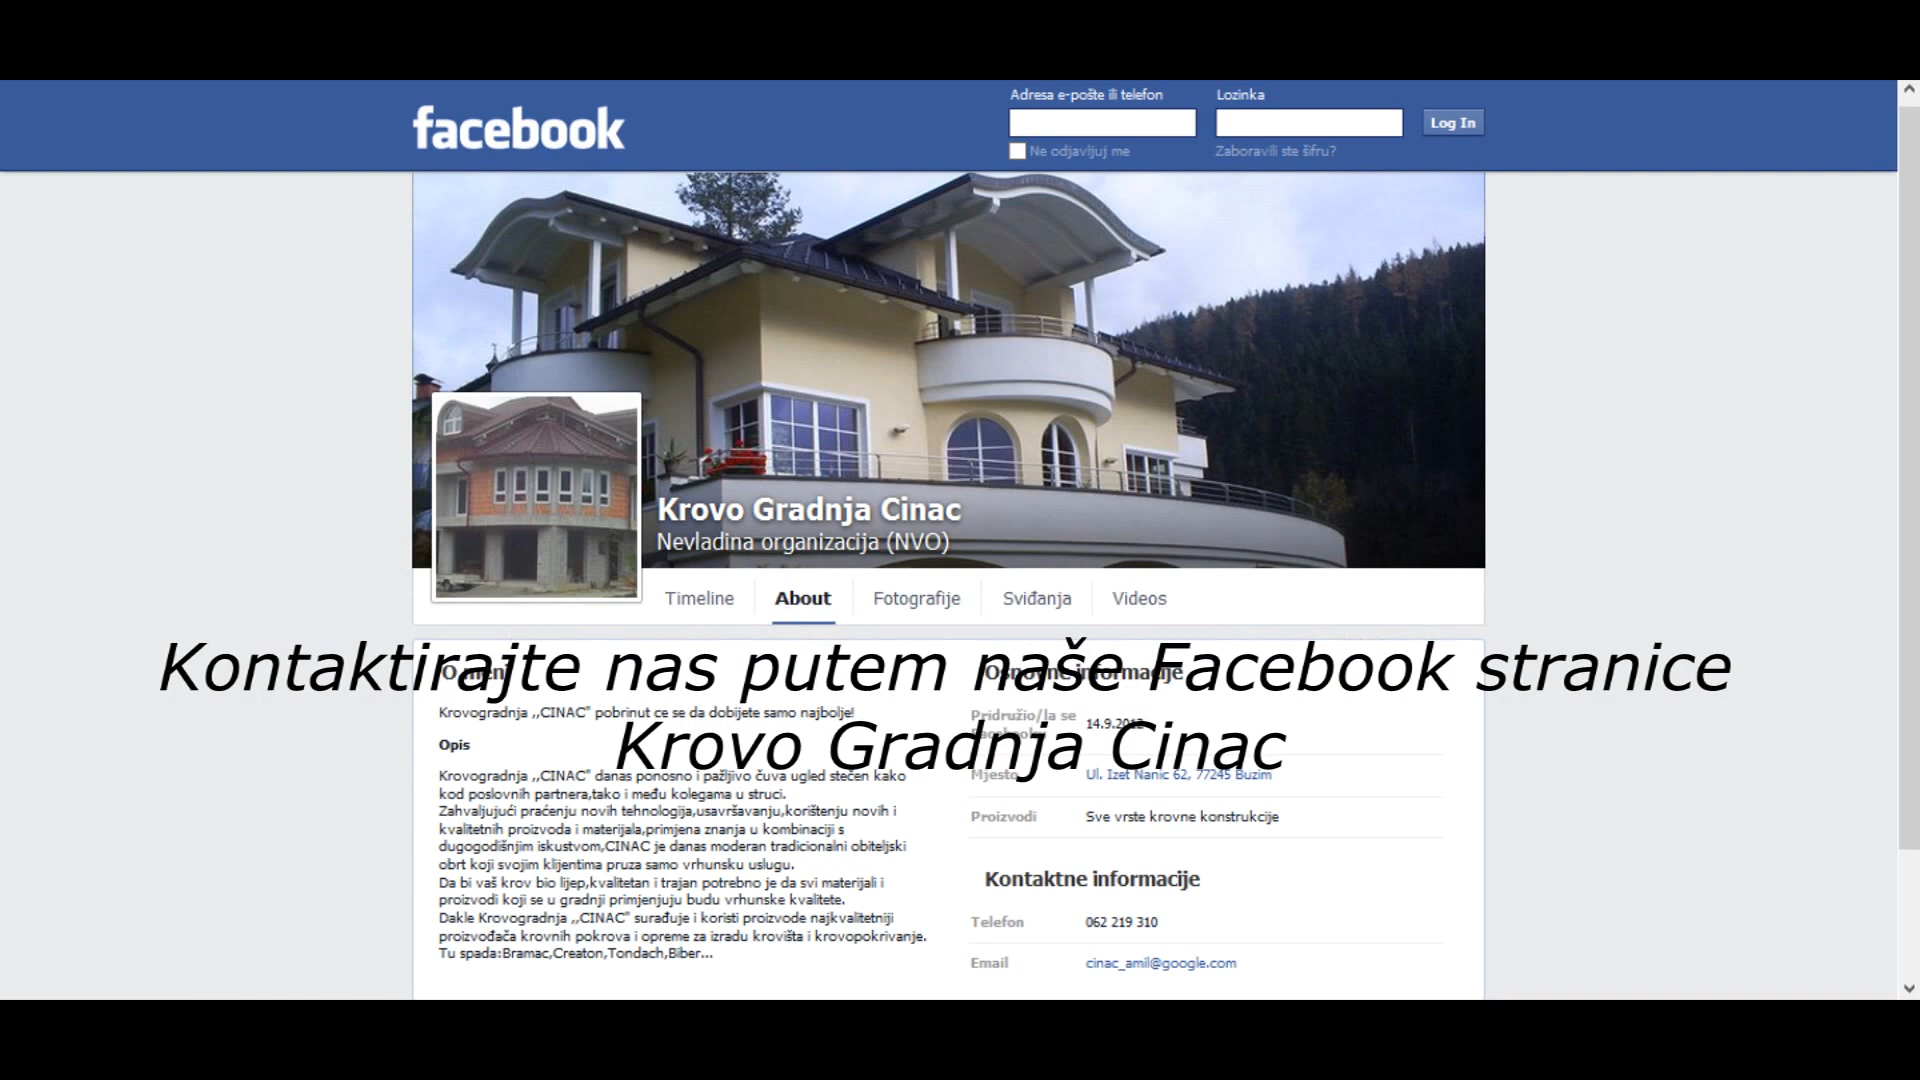 facebook
Adresa e-pošte ili telefon
Lozinka
Log In
Ne odjavljuj me
Zaboravili ste šifru?
Krovo Gradnja Cinac
Nevladina organizacija (NVO)
Timeline
About
Fotografije
Sviđanja
Videos
Kontaktirajte nas putem naše Facebook stranice
Krovo Gradnja Cinac
O meni
Krovogradnja ,,CINAC" pobrinut ce se da dobijete samo najbolje!
Opis
Krovogradnja ,,CINAC" danas ponosno i pažljivo čuva ugled stečen kako
kod poslovnih partnera,tako i među kolegama u struci.
Zahvaljujući praćenju novih tehnologija,usavršavanju,korištenju novih i
kvalitetnih proizvoda i materijala,primjena znanja u kombinaciji s
dugogodišnjim iskustvom,CINAC je danas moderan tradicionalni obiteljski
obrt koji svojim klijentima pruza samo vrhunsku uslugu.
Da bi vaš krov bio lijep,kvalitetan i trajan potrebno je da svi materijali i
proizvodi koji se u gradnji primjenjuju budu vrhunske kvalitete.
Dakle Krovogradnja ,,CINAC" surađuje i koristi proizvode najkvalitetniji
proizvođača krovnih pokrova i opreme za izradu krovišta i krovopokrivanje.
Tu spada:Bramac,Creaton,Tondach,Biber...
Osnovne informacije
Pridružio/la se
Facebooku
Mjesto
Ul. Izet Nanic 62, 77245 Buzim
Proizvodi
Sve vrste krovne konstrukcije
Kontaktne informacije
Telefon
062 219 310
Email
cinac_amil@google.com